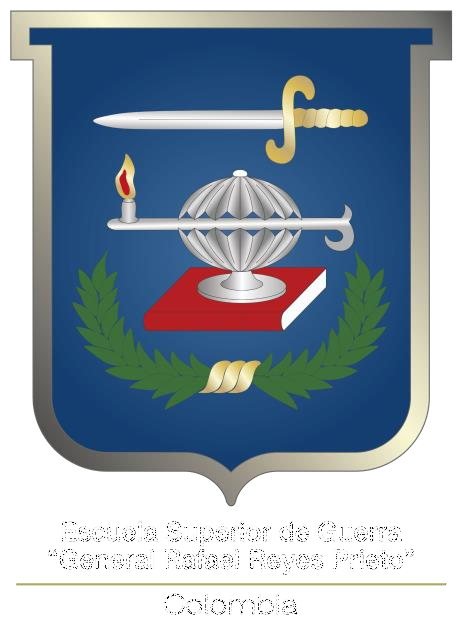 Escuela Superior de Guerra
“General Rafael Reyes Prieto”
Colombia